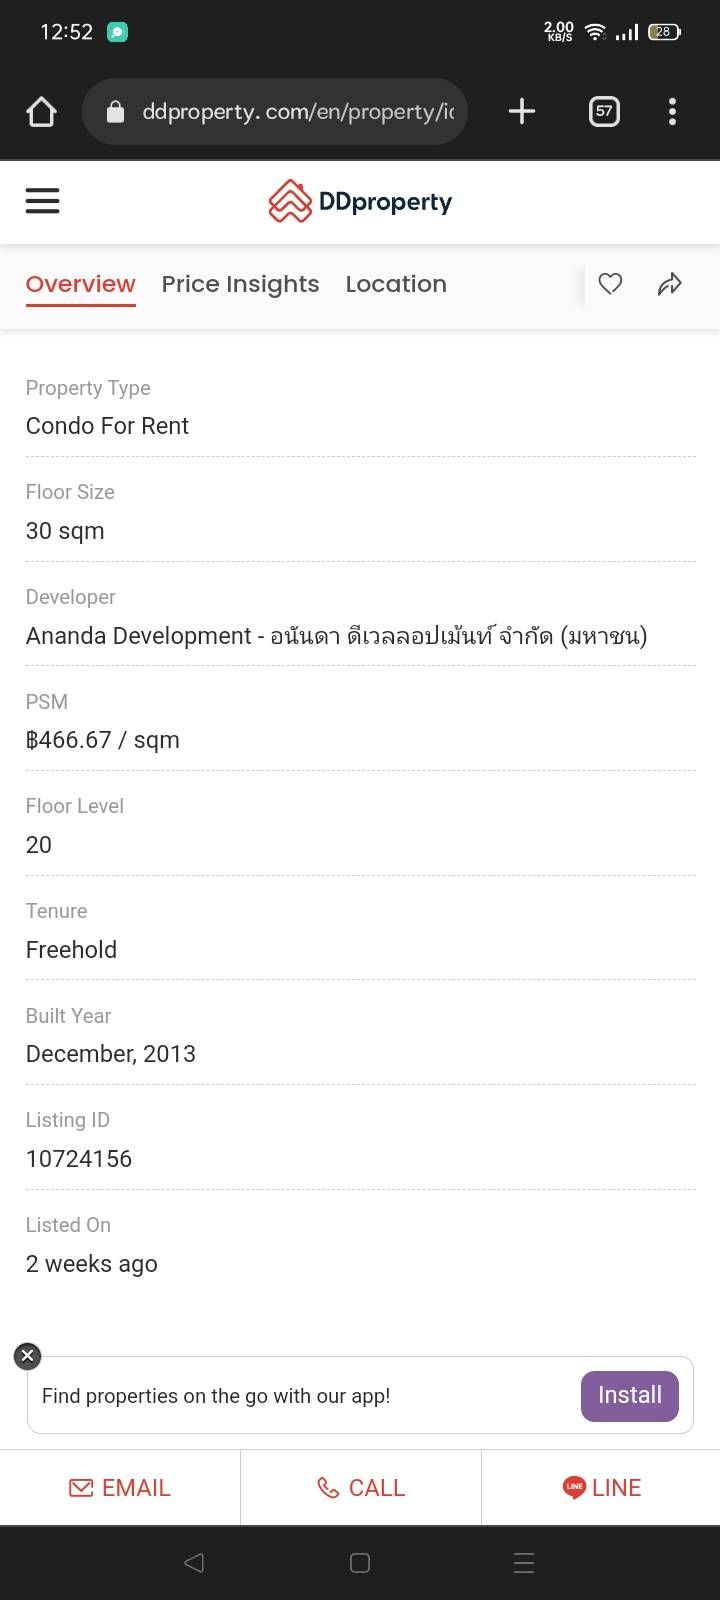 12:52
2.00
KB/S
28
ddproperty.com/en/property/ic
57
DDproperty
Overview Price Insights Location
Property Type
Condo For Rent
Floor Size
30 sqm
Developer
Ananda Development - อนันดา ดีเวลลอปเม้นท์ จำกัด (มหาชน)
PSM
฿466.67 / sqm
Floor Level
20
Tenure
Freehold
Built Year
December, 2013
Listing ID
10724156
Listed On
2 weeks ago
Find properties on the go with our app!
Install
EMAIL CALL LINE LINE